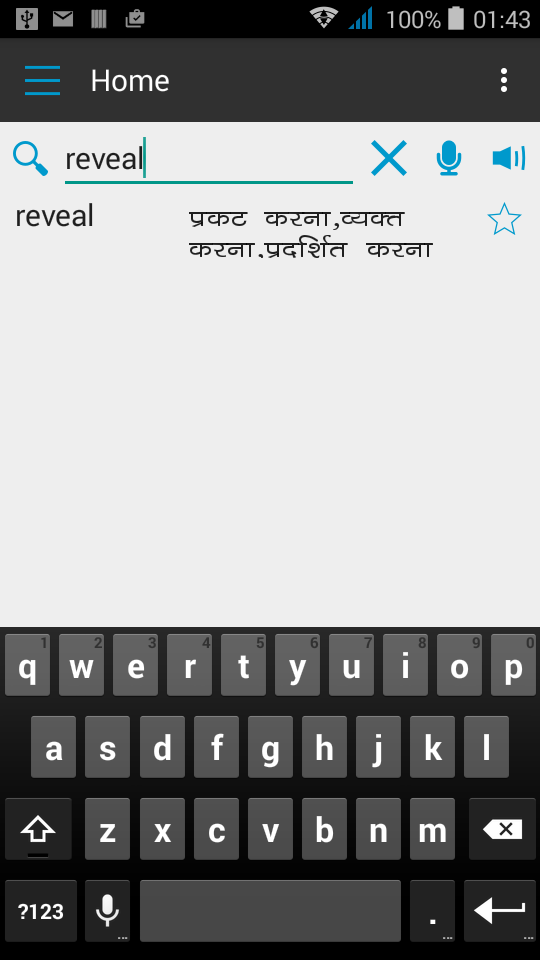 100% 01:43
Home
reveal
reveal
प्रकट करना,व्यक्त
करना,प्रदर्शित करना
1 2 3 4 5 6 7 8 9 0
q w e r t y u i o p
a s d f g h j k l
z x c v b n m
?123 .